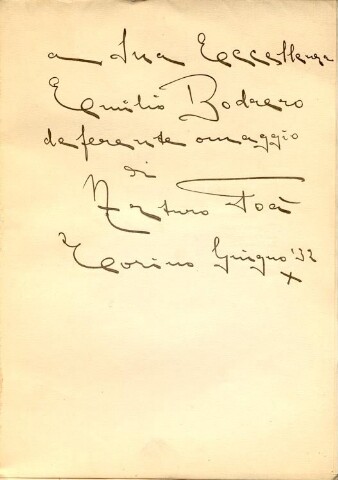 a Sua Eccellenza
Emilio Bodrero
deferente omaggio
di
Arturo Foà
Torino Giugno '32
X